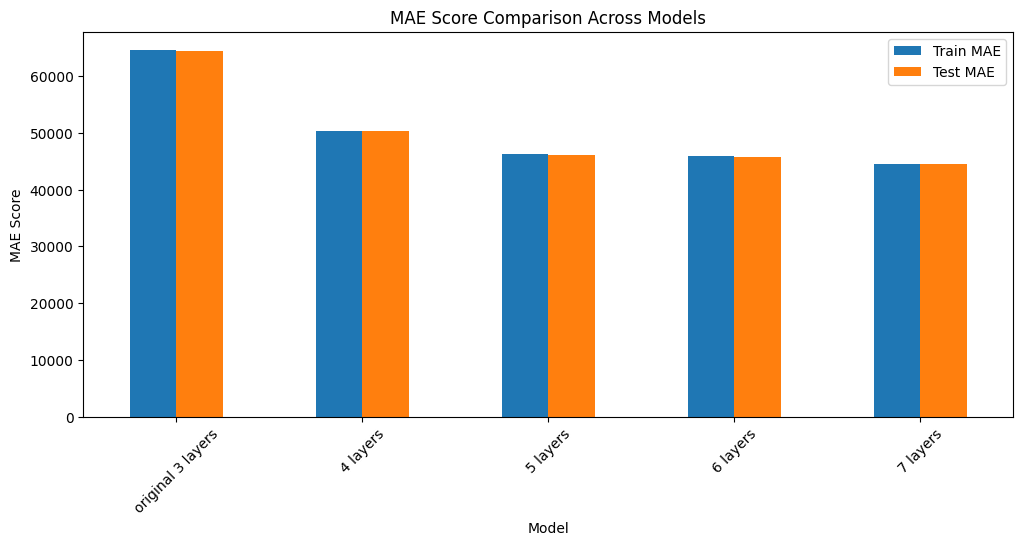 MAE Score Comparison Across Models
Train MAE
Test MAE
MAE Score
60000
50000
40000
30000
20000
10000
0
original 3 layers
4 layers
5 layers
6 layers
7 layers
Model